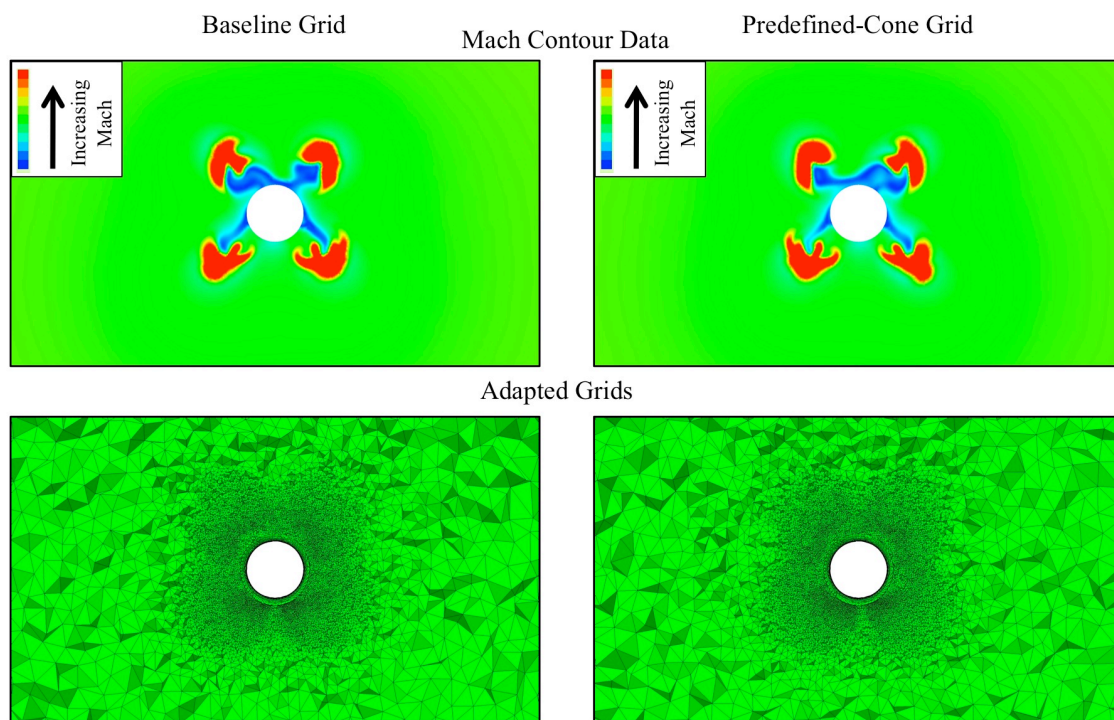 Baseline Grid
Predefined-Cone Grid
Mach Contour Data
Increasing
Mach
Increasing
Mach
Adapted Grids